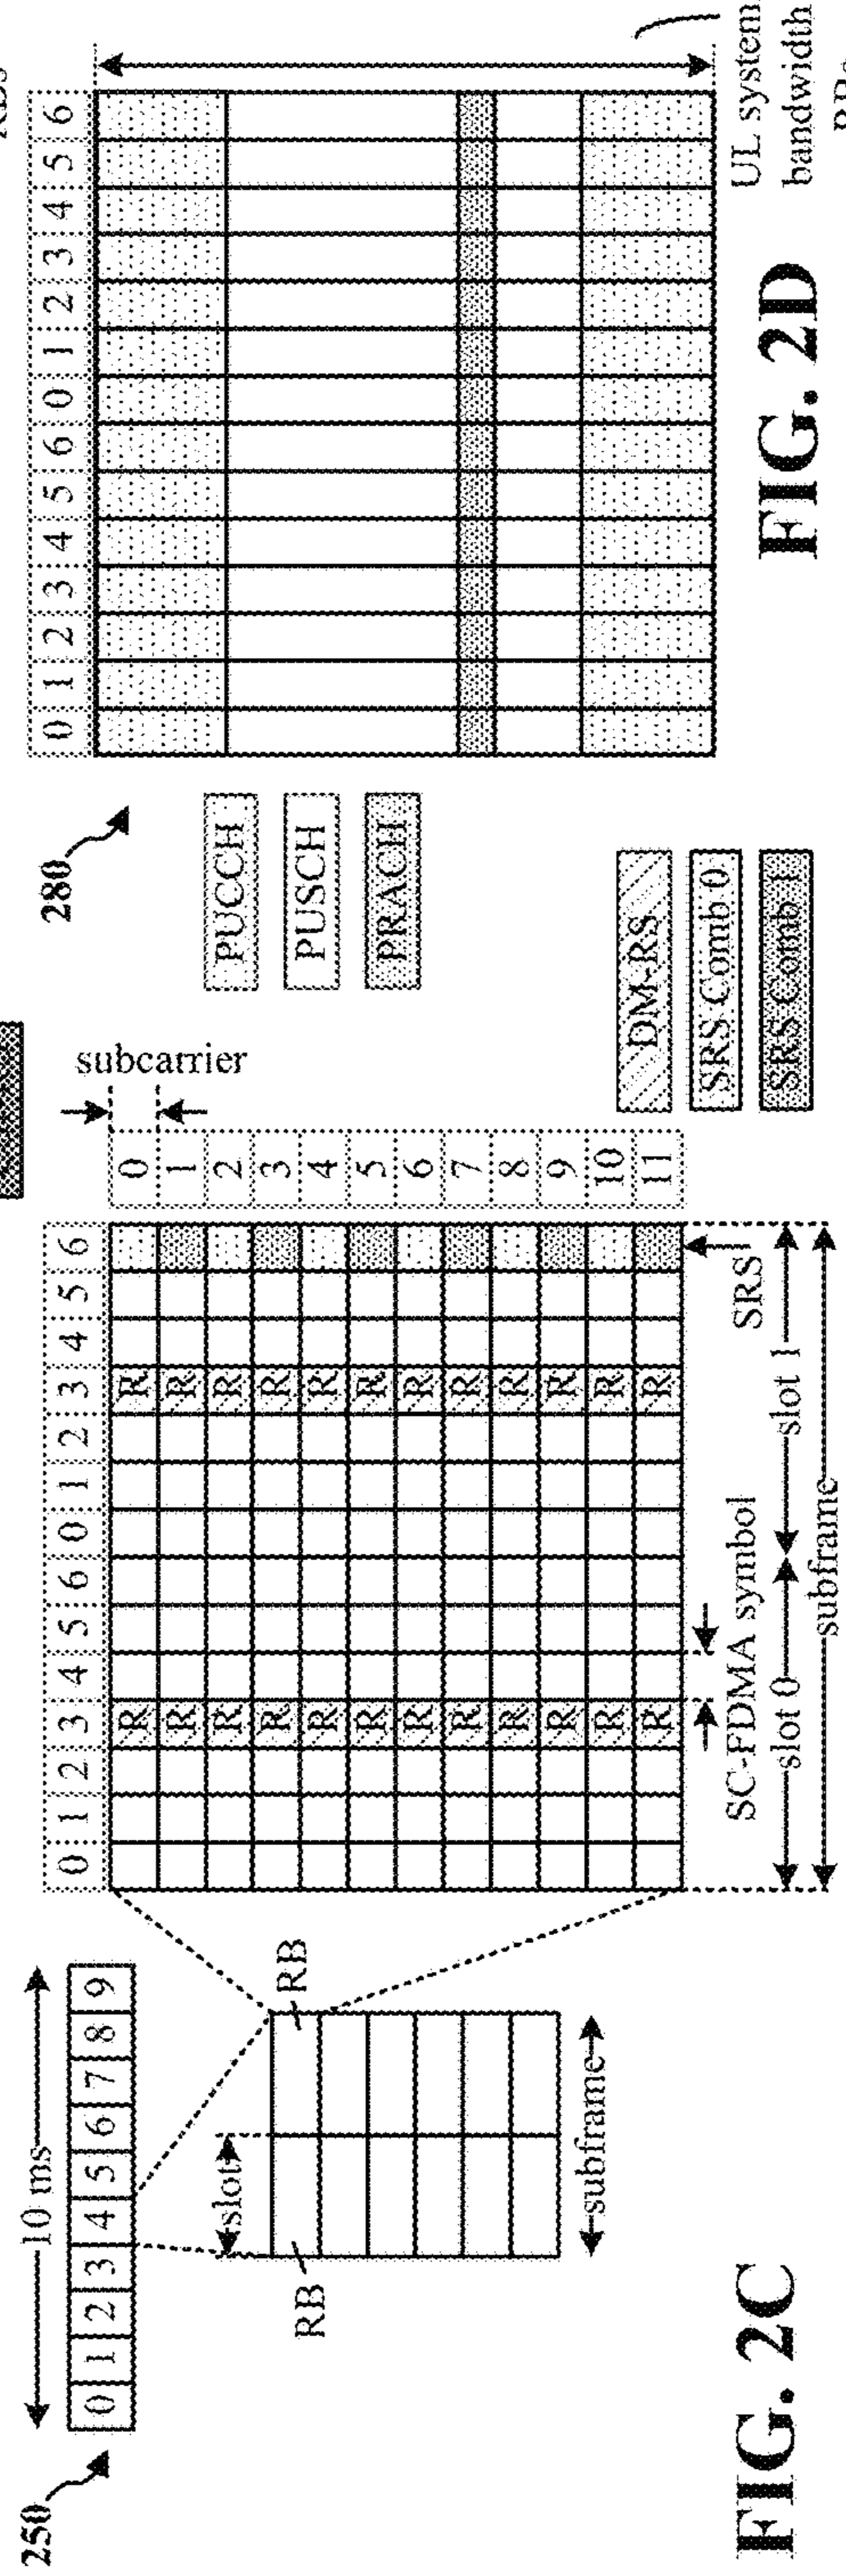 250
10 ms
0 1 2 3 4 5 6 7 8 9
slot
RB
RB
subframe
FIG. 2C
0 1 2 3 4 5 6 0 1 2 3 4 5 6
subcarrier
R R 0
R R 1
R R 2
R R 3
R R 4
R R 5
R R 6
R R 7
R R 8
R R 9
R R 10
R R 11
SC-FDMA symbol
SRS
slot 0
slot 1
subframe
DM-RS
SRS Comb 0
SRS Comb 1
280
PUCCH
PUSCH
PRACH
0 1 2 3 4 5 6 0 1 2 3 4 5 6
UL system
bandwidth
FIG. 2D